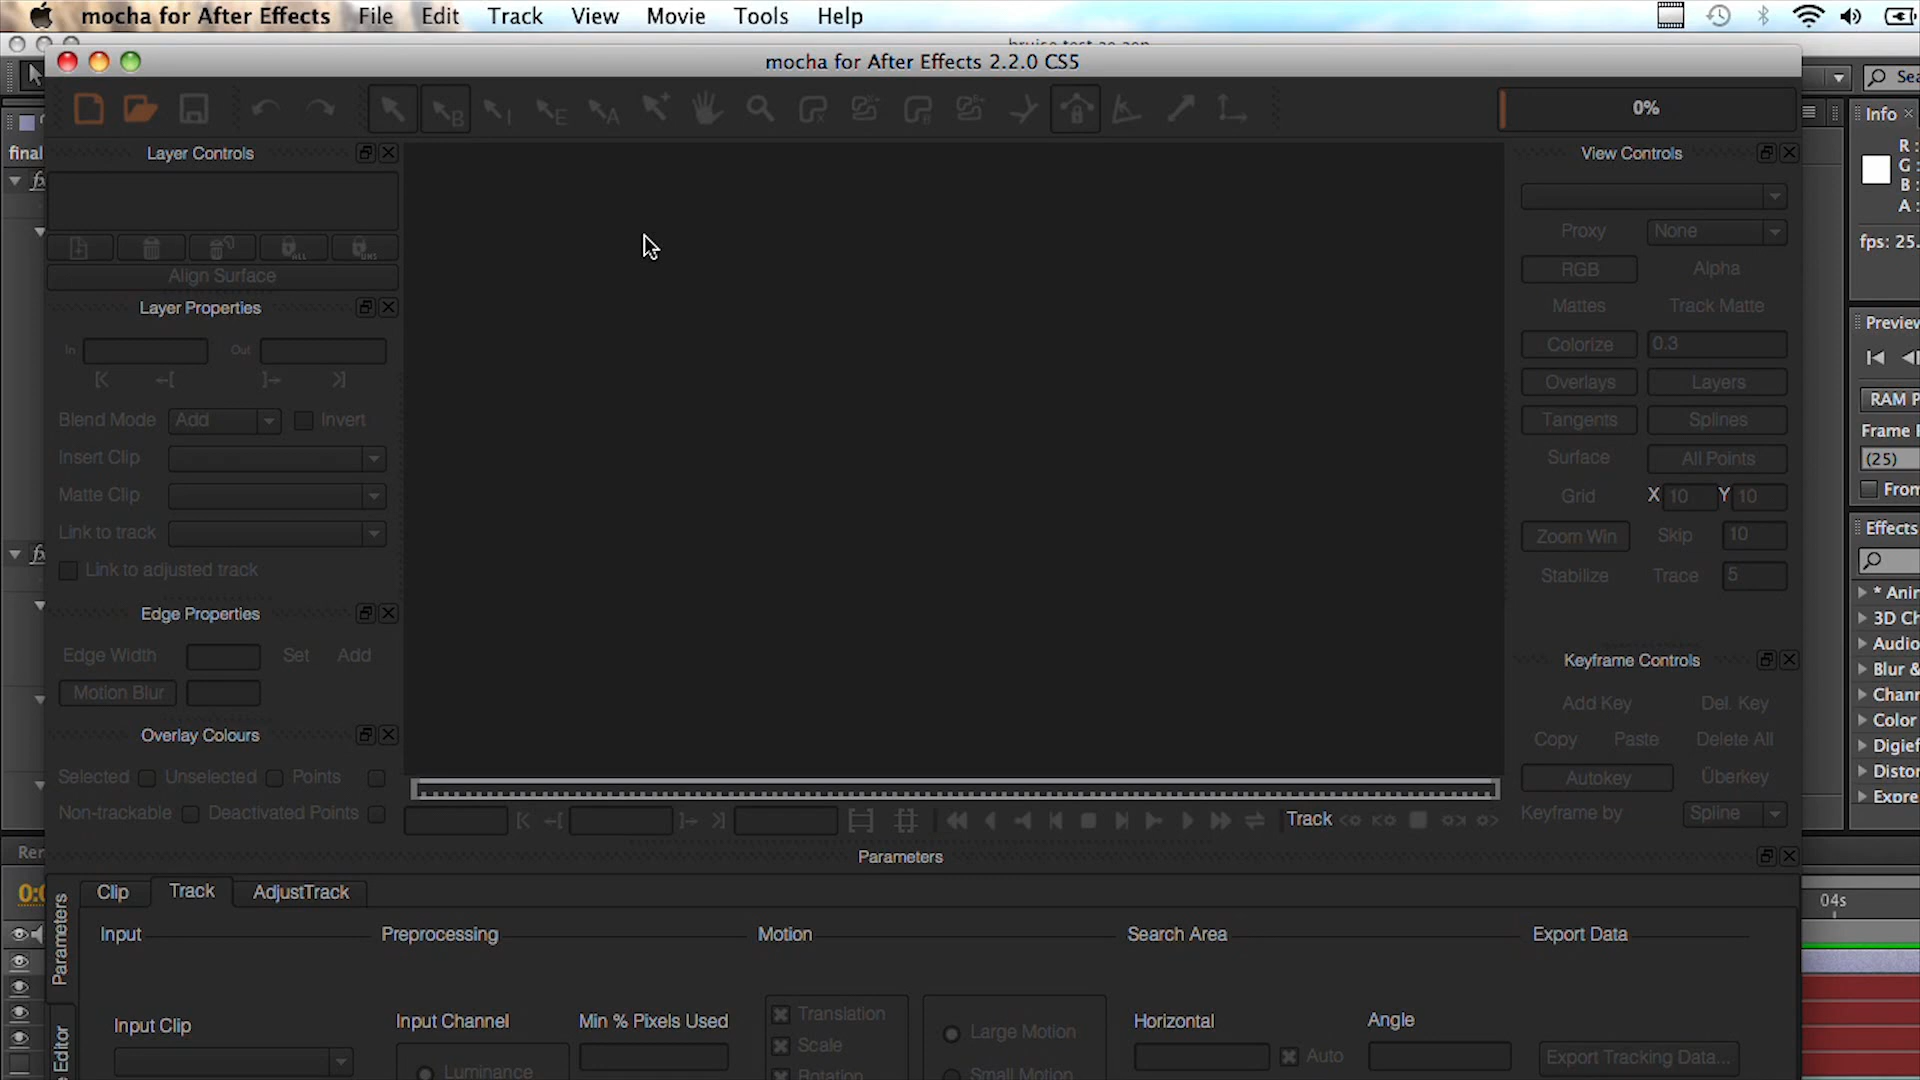 mocha for After Effects File Edit Track View Movie Tools Help
mocha for After Effects 2.2.0 CS5
0%
Layer Controls
View Controls
Info
final
R :
G :
B :
A :
Proxy None
fps: 25.
Align Surface
RGB Alpha
Layer Properties
Mattes Track Matte
Preview
In Out
Colorize 0.3
Overlays Layers
RAM P
Blend Mode Add Invert
Tangents Splines
Frame
Insert Clip
Surface All Points
(25)
Matte Clip
Grid X 10 Y 10
From
Link to track
Zoom Win Skip 10
Effects
Link to adjusted track
Stabilize Trace 5
* Anir
3D Ch
Edge Properties
Audio
Edge Width Set Add
Keyframe Controls
Blur &
Motion Blur
Add Key Del. Key
Chann
Color
Overlay Colours
Copy Paste Delete All
Digief
Selected Unselected Points
Autokey Überkey
Distor
Expre
Non-trackable Deactivated Points
Track
Keyframe by Spline
Parameters
Clip Track AdjustTrack
04s
Parameters
Input Preprocessing Motion Search Area Export Data
Input Clip Input Channel Min % Pixels Used Translation Large Motion Horizontal Angle
Scale Auto Export Tracking Data...
Luminance Rotation Small Motion
Editor